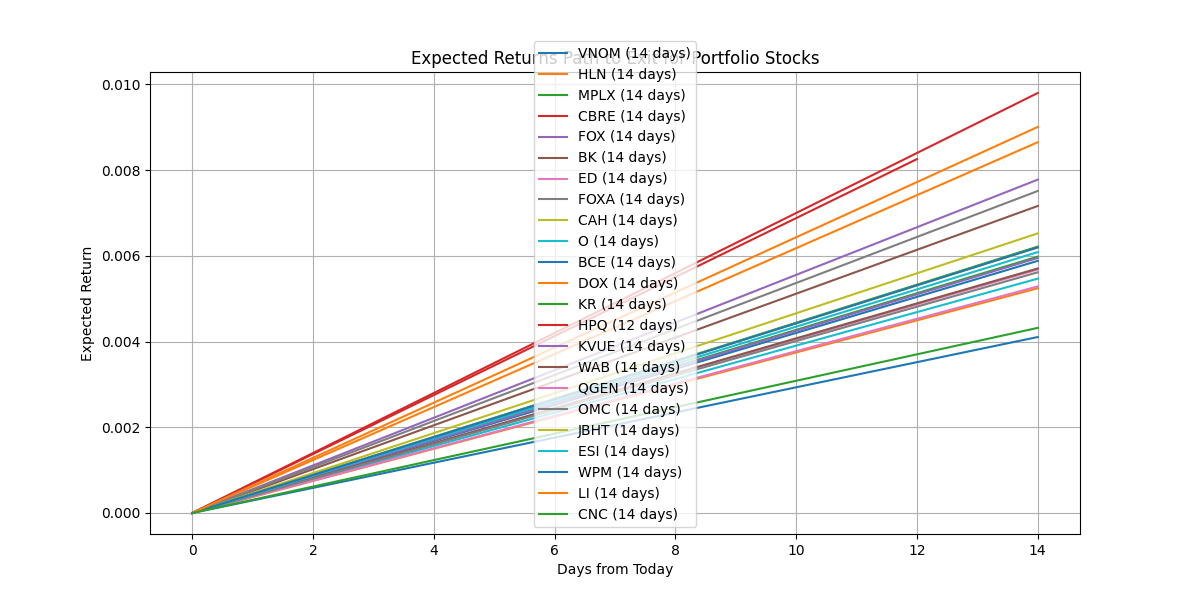 Expected Returns Path to Exit for Portfolio Stocks
VNOM (14 days)
HLN (14 days)
MPLX (14 days)
CBRE (14 days)
FOX (14 days)
BK (14 days)
ED (14 days)
FOXA (14 days)
CAH (14 days)
O (14 days)
BCE (14 days)
DOX (14 days)
KR (14 days)
HPQ (12 days)
KVUE (14 days)
WAB (14 days)
QGEN (14 days)
OMC (14 days)
JBHT (14 days)
ESI (14 days)
WPM (14 days)
LI (14 days)
CNC (14 days)
Expected Return
0.010
0.008
0.006
0.004
0.002
0.000
0 2 4 6 8 10 12 14
Days from Today